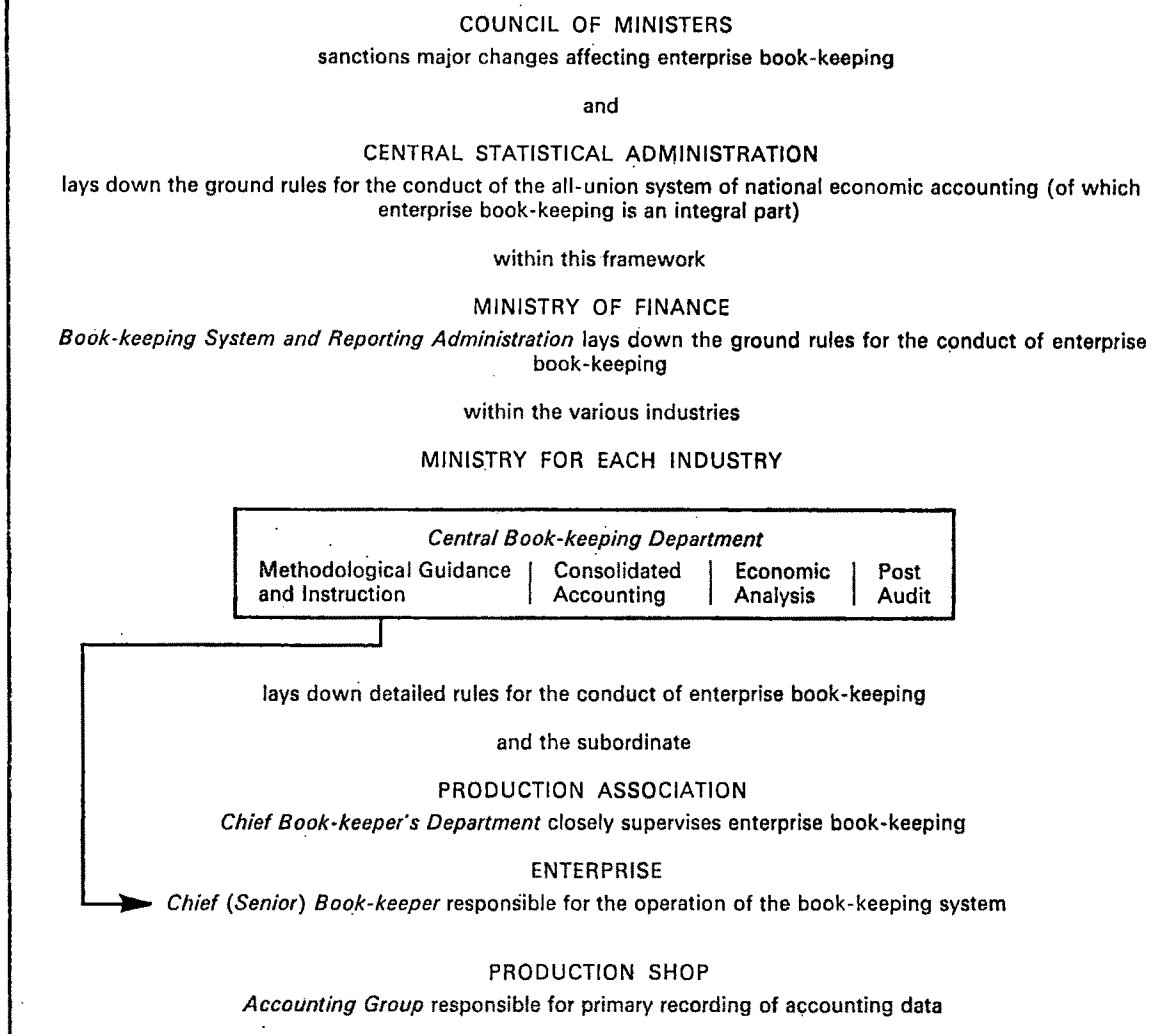 COUNCIL OF MINISTERS
sanctions major changes affecting enterprise book-keeping
and
CENTRAL STATISTICAL ADMINISTRATION
lays down the ground rules for the conduct of the all-union system of national economic accounting (of which
enterprise book-keeping is an integral part)
within this framework
MINISTRY OF FINANCE
Book-keeping System and Reporting Administration lays down the ground rules for the conduct of enterprise
book-keeping
within the various industries
MINISTRY FOR EACH INDUSTRY
Central Book-keeping Department
Methodological Guidance | Consolidated | Economic | Post
and Instruction | Accounting | Analysis | Audit
lays down detailed rules for the conduct of enterprise book-keeping
and the subordinate
PRODUCTION ASSOCIATION
Chief Book-keeper's Department closely supervises enterprise book-keeping
ENTERPRISE
Chief (Senior) Book-keeper responsible for the operation of the book-keeping system
PRODUCTION SHOP
Accounting Group responsible for primary recording of accounting data